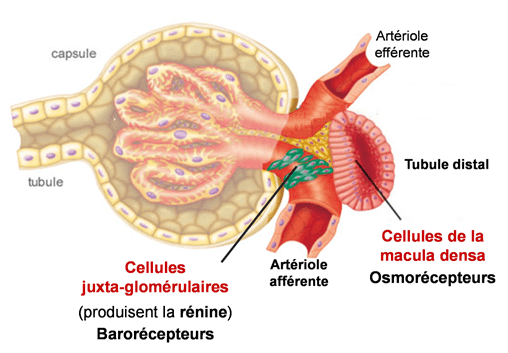 Artériole
efférente
capsule
Tubule distal
tubule
Cellules de la
macula densa
Osmorécepteurs
Artériole
afférente
Cellules
juxta-glomérulaires
(produisent la rénine)
Barorécepteurs